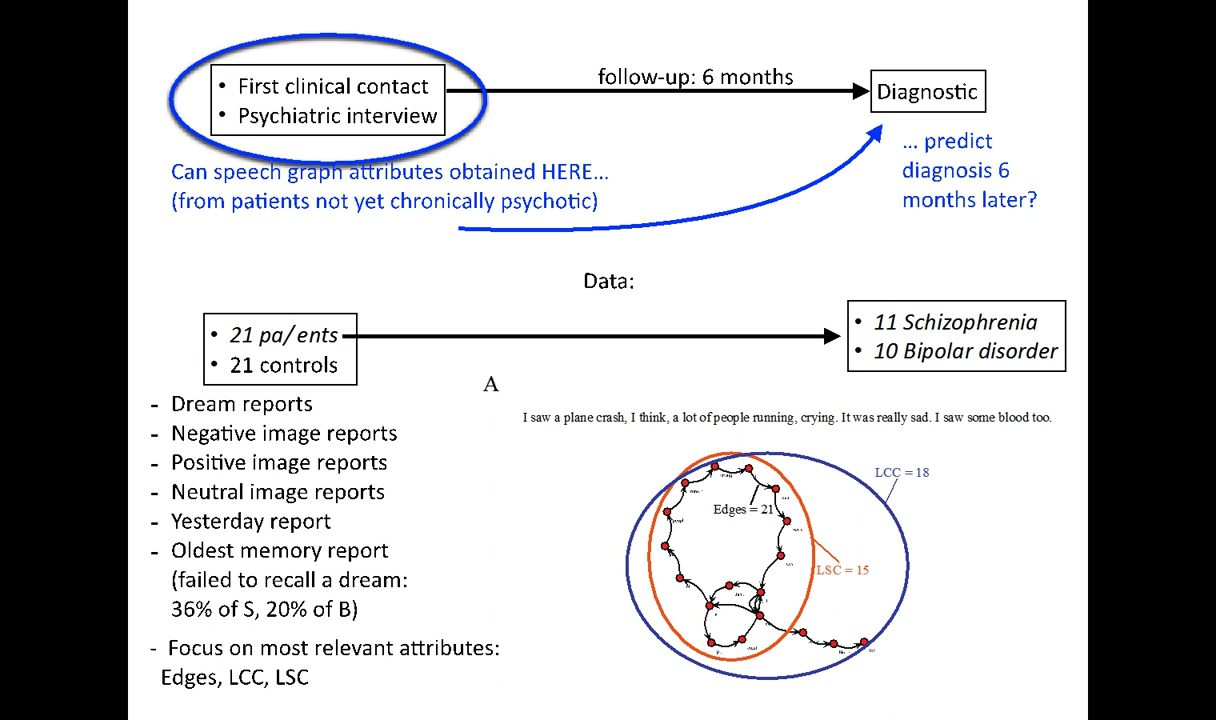 • First clinical contact
• Psychiatric interview
follow-up: 6 months
Diagnostic
Can speech graph attributes obtained HERE...
(from patients not yet chronically psychotic)
... predict
diagnosis 6
months later?
Data:
• 21 pa/ents
• 21 controls
• 11 Schizophrenia
• 10 Bipolar disorder
- Dream reports
- Negative image reports
- Positive image reports
- Neutral image reports
- Yesterday report
- Oldest memory report
(failed to recall a dream:
36% of S, 20% of B)
- Focus on most relevant attributes:
Edges, LCC, LSC
A
I saw a plane crash, I think, a lot of people running, crying. It was really sad. I saw some blood too.
LCC = 18
Edges = 21
LSC = 15